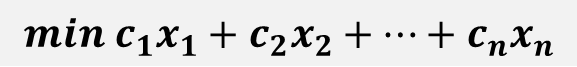 min c₁x₁ + c₂x₂ + ⋯ + cₙxₙ